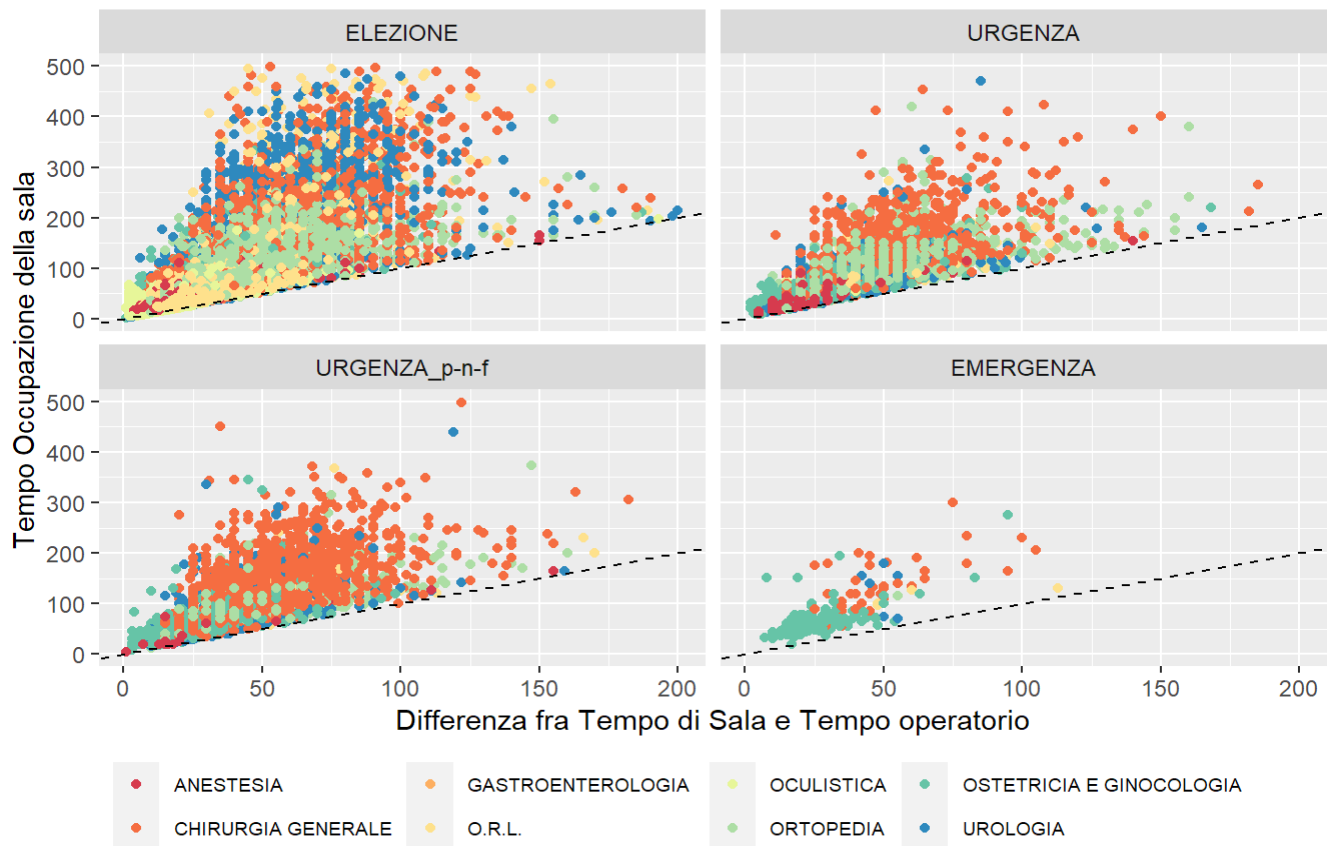 ELEZIONE
URGENZA
500
400
300
200
100
0
URGENZA_p-n-f
EMERGENZA
500
400
300
200
100
0
0 50 100 150 200
0 50 100 150 200
Tempo Occupazione della sala
Differenza fra Tempo di Sala e Tempo operatorio
ANESTESIA GASTROENTEROLOGIA OCULISTICA OSTETRICIA E GINOCOLOGIA
CHIRURGIA GENERALE O.R.L. ORTOPEDIA UROLOGIA